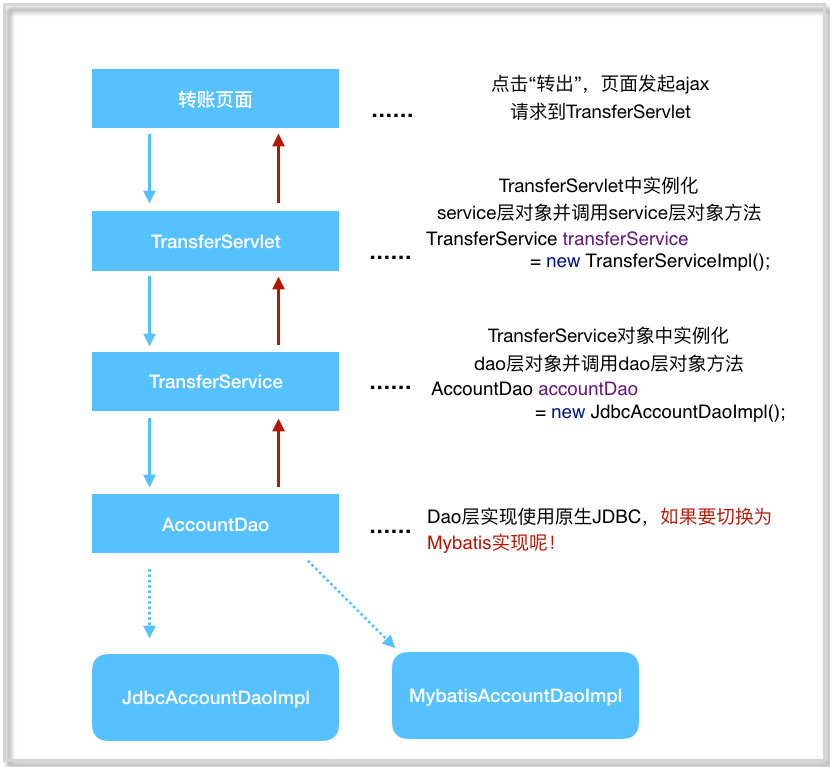 转账页面
......
点击“转出”，页面发起ajax
请求到TransferServlet
TransferServlet
......
TransferServlet中实例化
service层对象并调用service层对象方法
TransferService transferService
= new TransferServiceImpl();
TransferService
......
TransferService对象中实例化
dao层对象并调用dao层对象方法
AccountDao accountDao
= new JdbcAccountDaoImpl();
AccountDao
......
Dao层实现使用原生JDBC，如果要切换为
Mybatis实现呢！
JdbcAccountDaoImpl
MybatisAccountDaoImpl